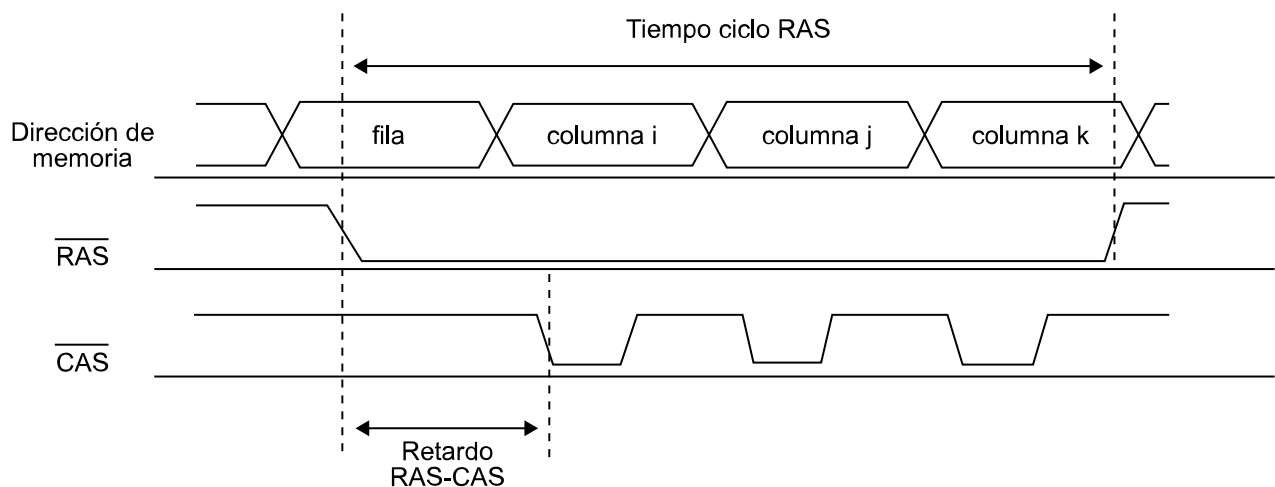 Tiempo ciclo RAS
Dirección de
memoria
fila
columna i
columna j
columna k
RAS
CAS
Retardo
RAS-CAS